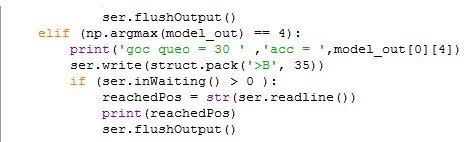 ser.flushOutput()
elif (np.argmax(model_out) == 4):
print('goc queo = 30 ' ,'acc = ',model_out[0][4])
ser.write(struct.pack('>B', 35))
if (ser.inWaiting() > 0 ):
reachedPos = str(ser.readline())
print(reachedPos)
ser.flushOutput()